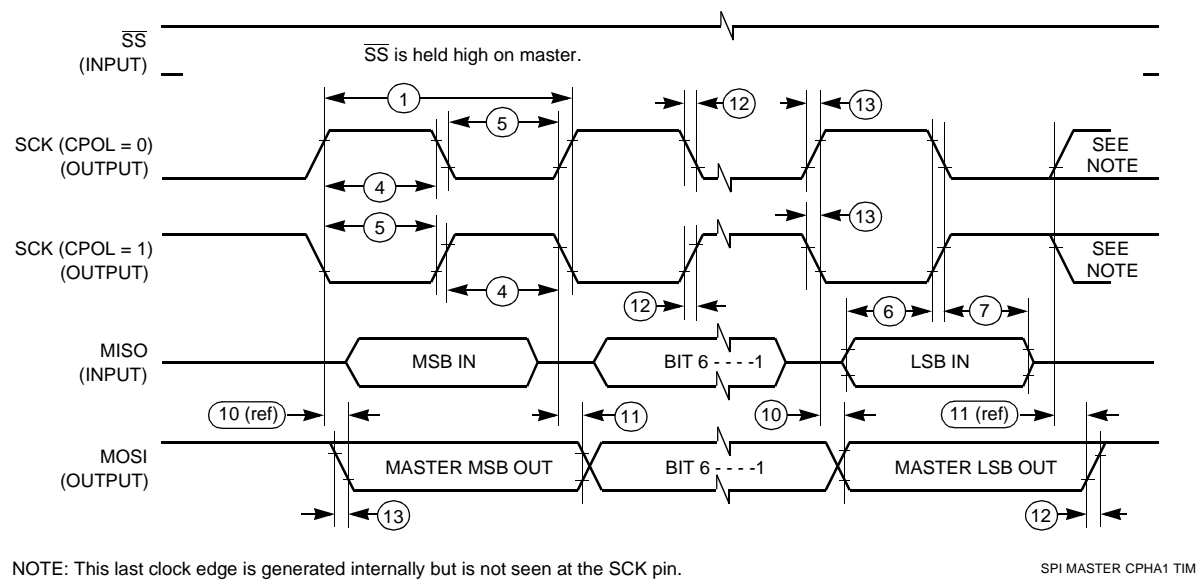 SS
(INPUT)
SS is held high on master.
1
12
13
5
SCK (CPOL = 0)
(OUTPUT)
SEE
NOTE
4
13
5
SCK (CPOL = 1)
(OUTPUT)
SEE
NOTE
4
12
6
7
MISO
(INPUT)
MSB IN
BIT 6 - - - -1
LSB IN
10 (ref)
11
10
11 (ref)
MOSI
(OUTPUT)
MASTER MSB OUT
BIT 6 - - - -1
MASTER LSB OUT
13
12
NOTE: This last clock edge is generated internally but is not seen at the SCK pin.
SPI MASTER CPHA1 TIM